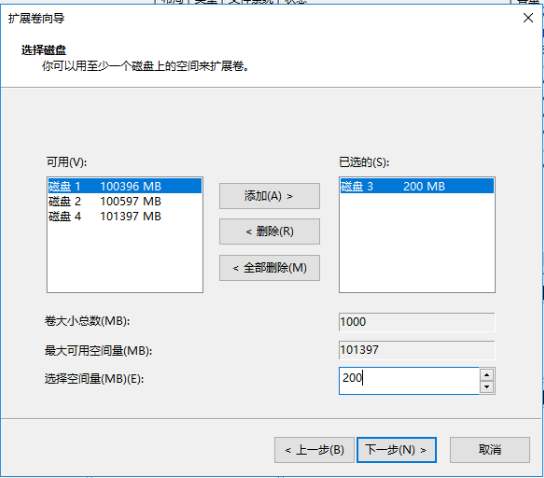 扩展卷向导
选择磁盘
你可以用至少一个磁盘上的空间来扩展卷。
可用(V):
已选的(S):
磁盘 1 100396 MB
磁盘 2 100597 MB
磁盘 4 101397 MB
添加(A) >
< 删除(R)
< 全部删除(M)
磁盘 3 200 MB
卷大小总数(MB): 1000
最大可用空间量(MB): 101397
选择空间量(MB)(E): 200
< 上一步(B) 下一步(N) > 取消